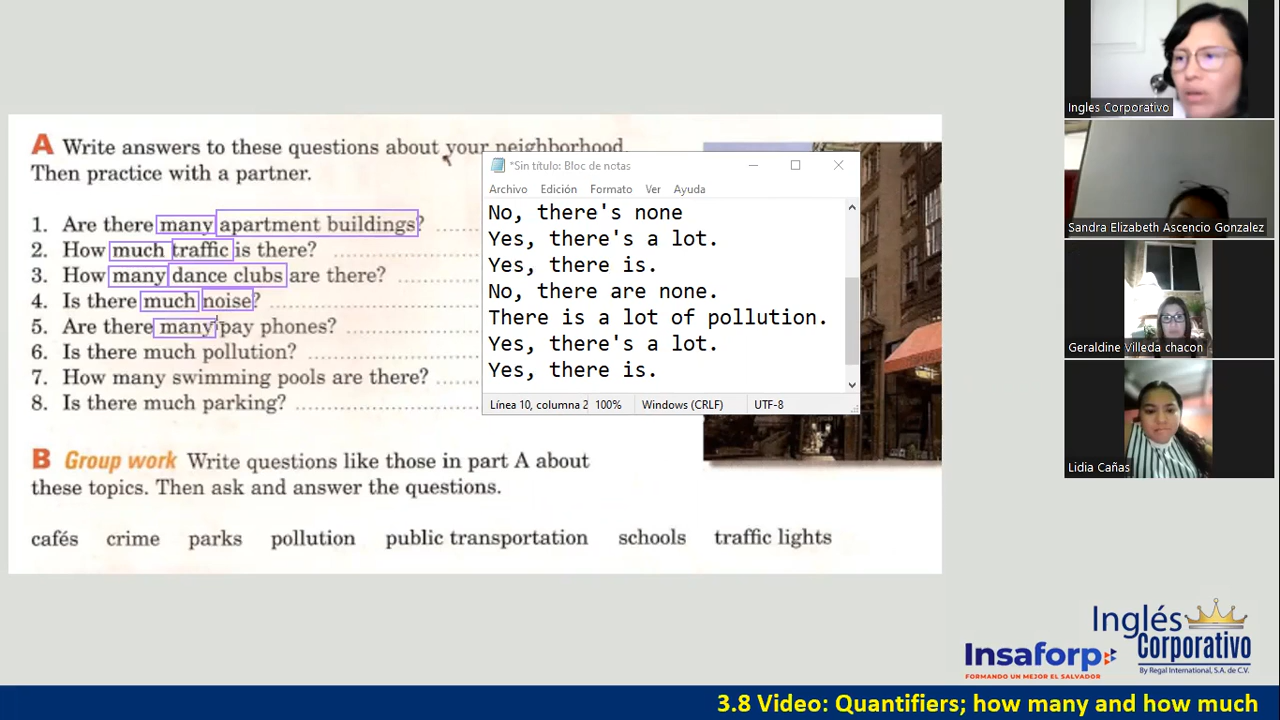 A Write answers to these questions about your neighborhood.
Then practice with a partner.
1. Are there many apartment buildings?
2. How much traffic is there?
3. How many dance clubs are there?
4. Is there much noise?
5. Are there many pay phones?
6. Is there much pollution?
7. How many swimming pools are there?
8. Is there much parking?
B Group work Write questions like those in part A about
these topics. Then ask and answer the questions.
cafés crime parks pollution public transportation schools traffic lights
*Sin título: Bloc de notas
Archivo Edición Formato Ver Ayuda
No, there's none
Yes, there's a lot.
Yes, there is.
No, there are none.
There is a lot of pollution.
Yes, there's a lot.
Yes, there is.
Línea 10, columna 2 100% Windows (CRLF) UTF-8
Ingles Corporativo
Sandra Elizabeth Ascencio Gonzalez
Geraldine Villeda chacon
Lidia Cañas
Insaforp
FORMANDO UN MEJOR EL SALVADOR
Inglés
Corporativo
By Regal International, S.A. de C.V.
3.8 Video: Quantifiers; how many and how much